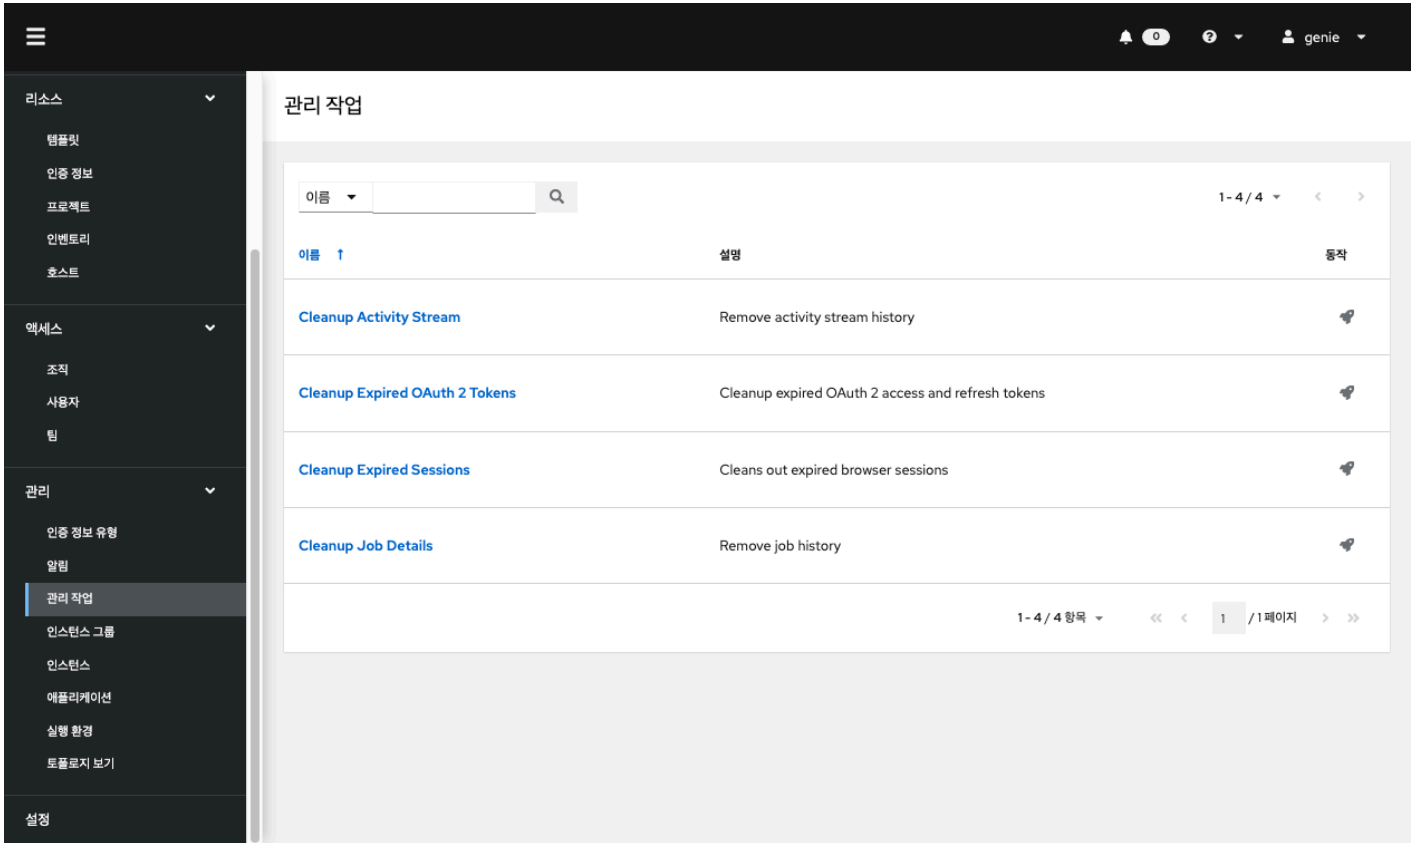 0
genie
리소스
템플릿
인증 정보
프로젝트
인벤토리
호스트
액세스
조직
사용자
팀
관리
인증 정보 유형
알림
관리 작업
인스턴스 그룹
인스턴스
애플리케이션
실행 환경
토폴로지 보기
설정
관리 작업
이름
1 - 4 / 4
이름 설명 동작
Cleanup Activity Stream Remove activity stream history
Cleanup Expired OAuth 2 Tokens Cleanup expired OAuth 2 access and refresh tokens
Cleanup Expired Sessions Cleans out expired browser sessions
Cleanup Job Details Remove job history
1 - 4 / 4 항목 1 / 1 페이지